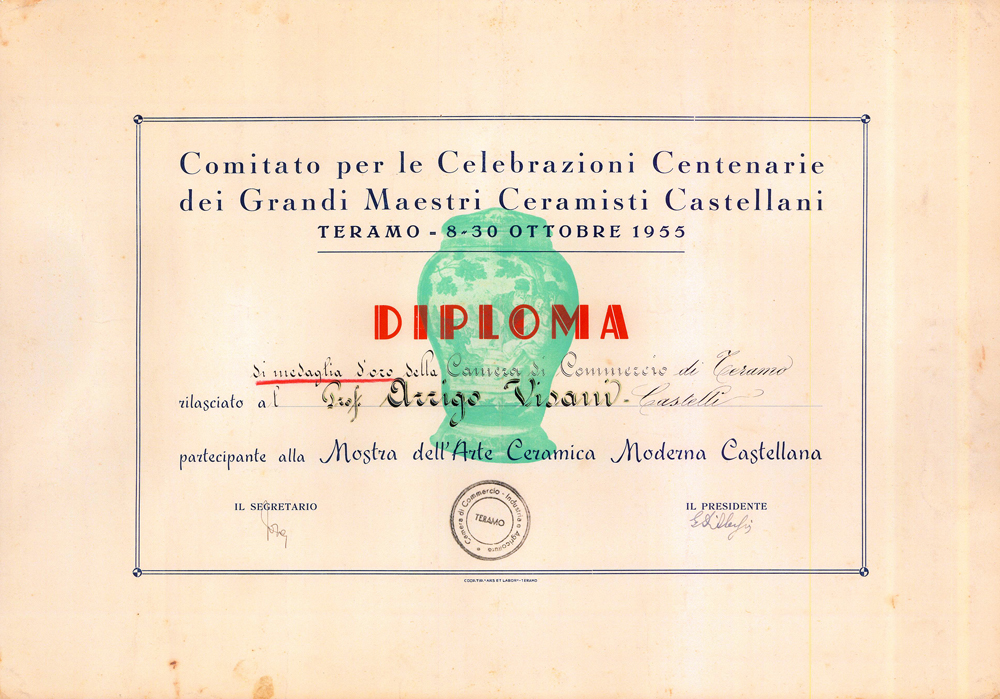 Comitato per le Celebrazioni Centenarie
dei Grandi Maestri Ceramisti Castellani
TERAMO - 8-30 OTTOBRE 1955
DIPLOMA
di medaglia d'oro della Camera di Commercio di Teramo
rilasciato al Prof. Arrigo Visani - Castelli
partecipante alla Mostra dell'Arte Ceramica Moderna Castellana
IL SEGRETARIO
IL PRESIDENTE
Camera di Commercio - Industria e Agricoltura
TERAMO